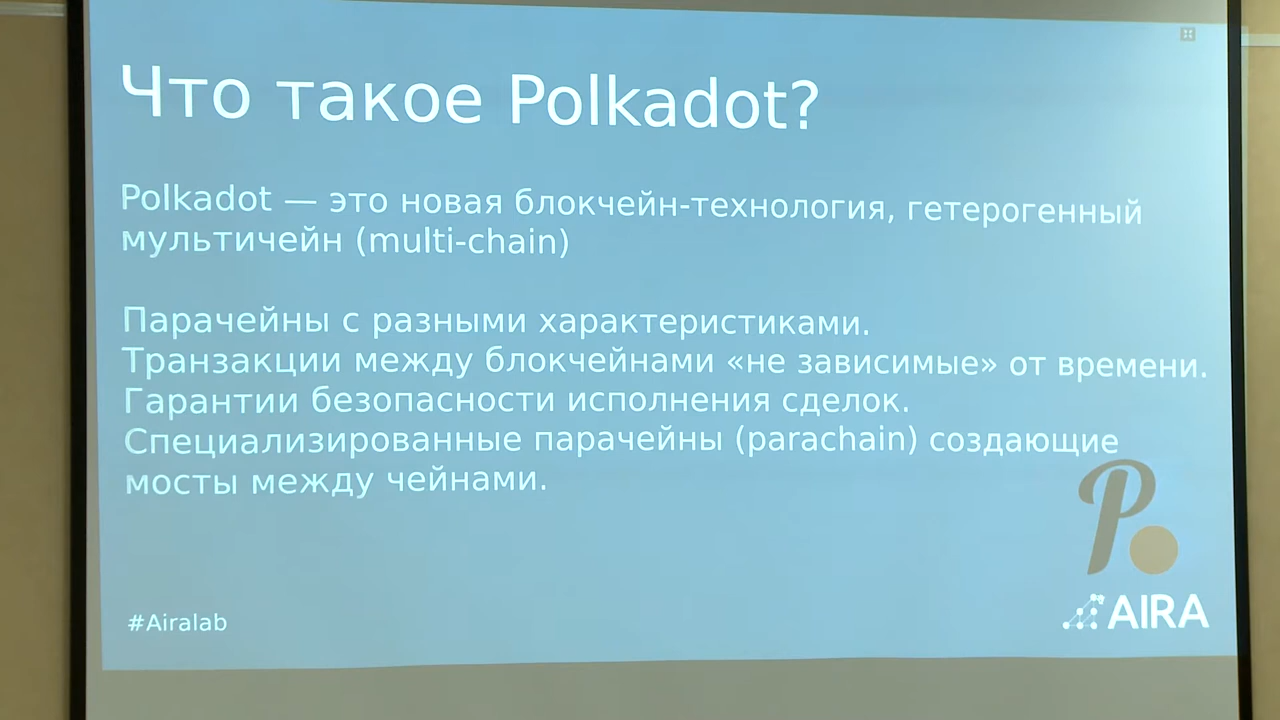 Что такое Polkadot?
Polkadot — это новая блокчейн-технология, гетерогенный
мультичейн (multi-chain)
Парачейны с разными характеристиками.
Транзакции между блокчейнами «не зависимые» от времени.
Гарантии безопасности исполнения сделок.
Специализированные парачейны (parachain) создающие
мосты между чейнами.
P
#Airalab
AIRA